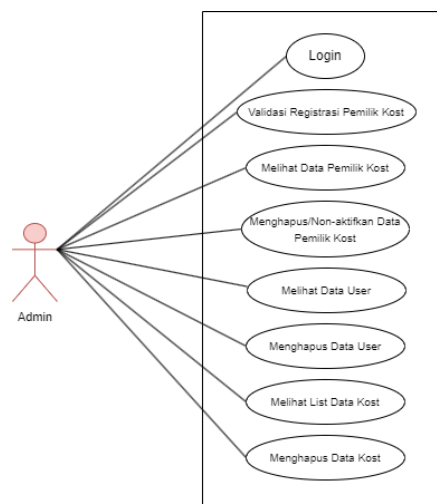 Login
Validasi Registrasi Pemilik Kost
Melihat Data Pemilik Kost
Menghapus/Non-aktifkan Data
Pemilik Kost
Melihat Data User
Admin
Menghapus Data User
Melihat List Data Kost
Menghapus Data Kost